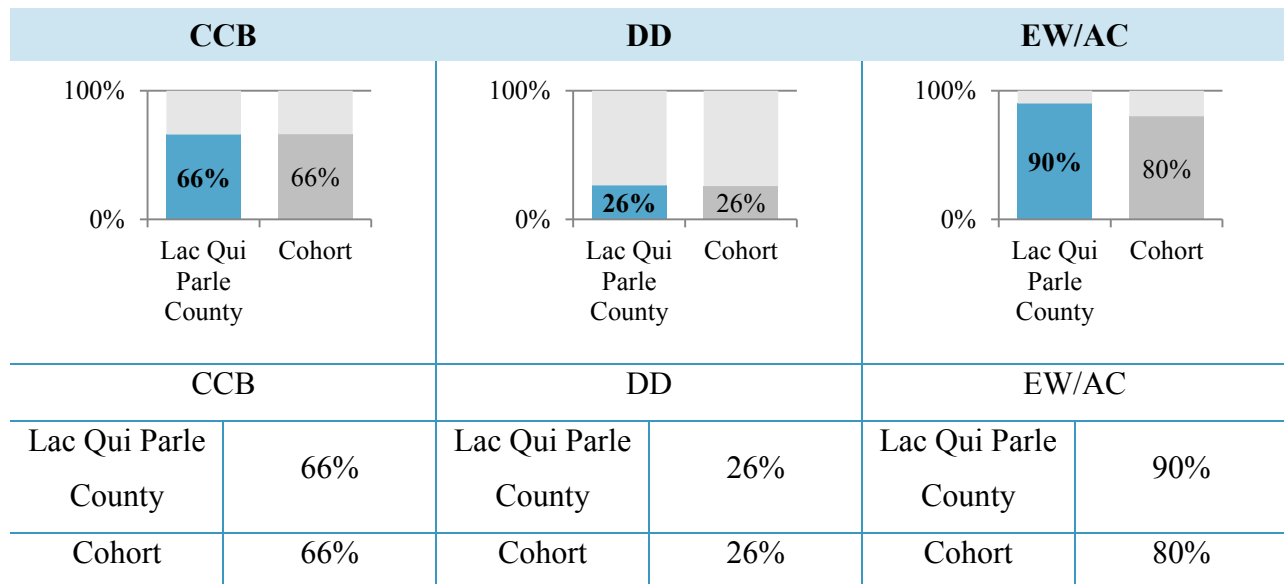 CCB
DD
EW/AC
100%
66%
66%
0%
Lac Qui
Parle
County
Cohort
100%
26%
26%
0%
Lac Qui
Parle
County
Cohort
100%
90%
80%
0%
Lac Qui
Parle
County
Cohort
CCB
DD
EW/AC
Lac Qui Parle
County
66%
Lac Qui Parle
County
26%
Lac Qui Parle
County
90%
Cohort
66%
Cohort
26%
Cohort
80%